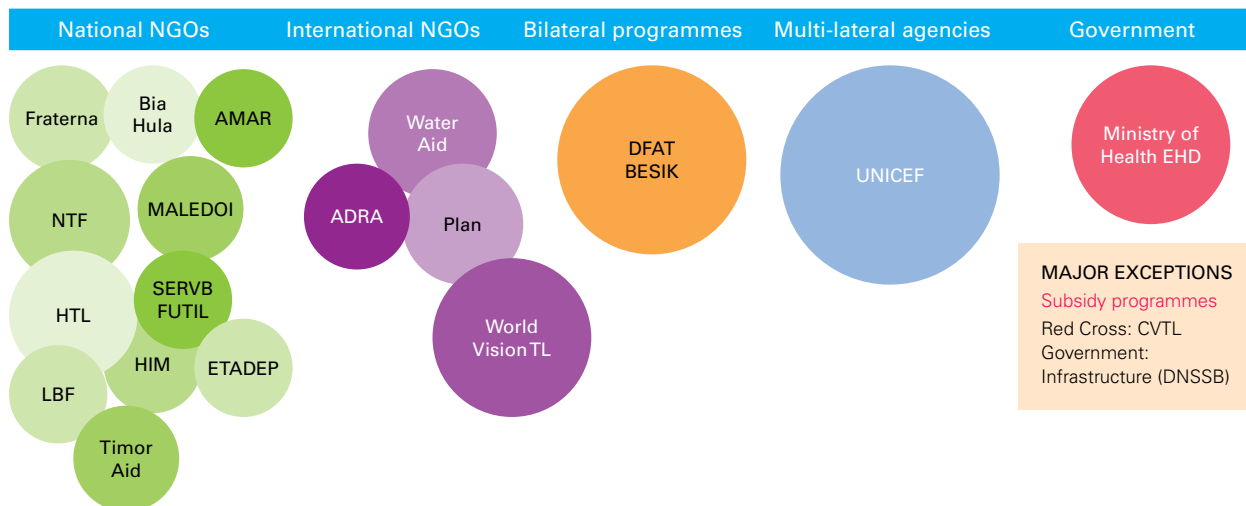 National NGOs
International NGOs
Bilateral programmes
Multi-lateral agencies
Government
Fraterna
Bia
Hula
AMAR
NTF
MALEDOI
HTL
SERVB
FUTIL
HIM
ETADEP
LBF
Timor
Aid
Water
Aid
ADRA
Plan
World
Vision TL
DFAT
BESIK
UNICEF
Ministry of
Health EHD
MAJOR EXCEPTIONS
Subsidy programmes
Red Cross: CVTL
Government:
Infrastructure (DNSSB)